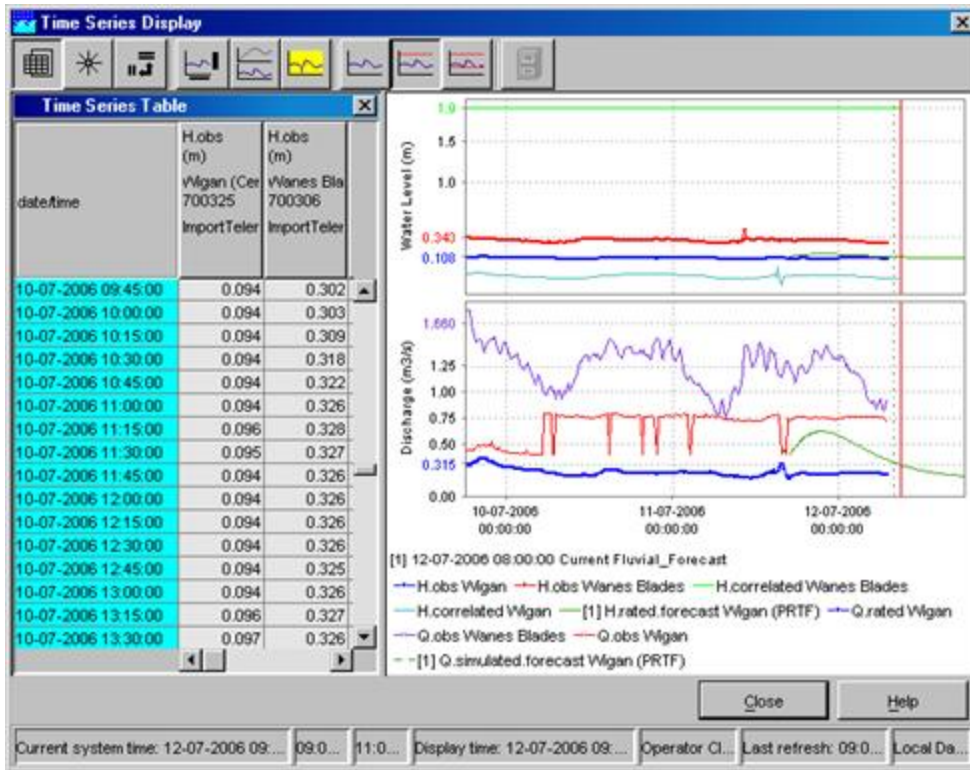 Time Series Display
Time Series Table
date/time
H.obs
(m)
Wigan (Cer
700325
ImportTeler
H.obs
(m)
Wanes Bla
700306
ImportTeler
10-07-2006 09:45:00 0.094 0.302
10-07-2006 10:00:00 0.094 0.303
10-07-2006 10:15:00 0.094 0.309
10-07-2006 10:30:00 0.094 0.318
10-07-2006 10:45:00 0.094 0.322
10-07-2006 11:00:00 0.094 0.326
10-07-2006 11:15:00 0.096 0.328
10-07-2006 11:30:00 0.095 0.327
10-07-2006 11:45:00 0.094 0.326
10-07-2006 12:00:00 0.094 0.326
10-07-2006 12:15:00 0.094 0.326
10-07-2006 12:30:00 0.094 0.326
10-07-2006 12:45:00 0.094 0.325
10-07-2006 13:00:00 0.094 0.326
10-07-2006 13:15:00 0.096 0.327
10-07-2006 13:30:00 0.097 0.326
Water Level (m)
1.9
1.5
1.0
0.343
0.108
Discharge (m3/s)
1.660
1.25
1.00
0.75
0.50
0.315
0.00
10-07-2006 11-07-2006 12-07-2006
00:00:00 00:00:00 00:00:00
[1] 12-07-2006 08:00:00 Current Fluvial_Forecast
H.obs Wigan H.obs Wanes Blades H.correlated Wanes Blades
H.correlated Wigan [1] H.rated.forecast Wigan (PRTF) Q.rated Wigan
Q.obs Wanes Blades Q.obs Wigan
[1] Q.simulated.forecast Wigan (PRTF)
Close Help
Current system time: 12-07-2006 09:... 09:0... 11:0... Display time: 12-07-2006 09:... Operator Cl... Last refresh: 09:0... Local Da...